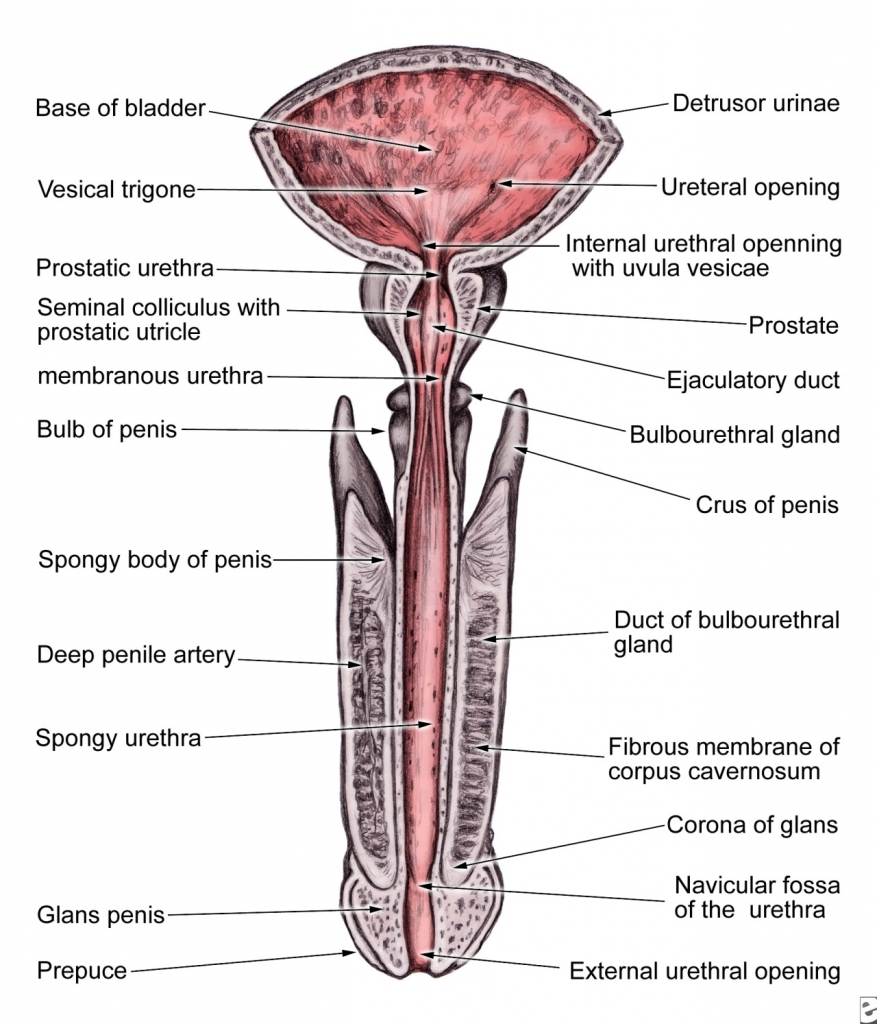 Base of bladder
Detrusor urinae
Vesical trigone
Ureteral opening
Internal urethral openning
with uvula vesicae
Prostatic urethra
Seminal colliculus with
prostatic utricle
Prostate
membranous urethra
Ejaculatory duct
Bulb of penis
Bulbourethral gland
Crus of penis
Spongy body of penis
Duct of bulbourethral
gland
Deep penile artery
Spongy urethra
Fibrous membrane of
corpus cavernosum
Corona of glans
Navicular fossa
of the urethra
Glans penis
Prepuce
External urethral opening
e